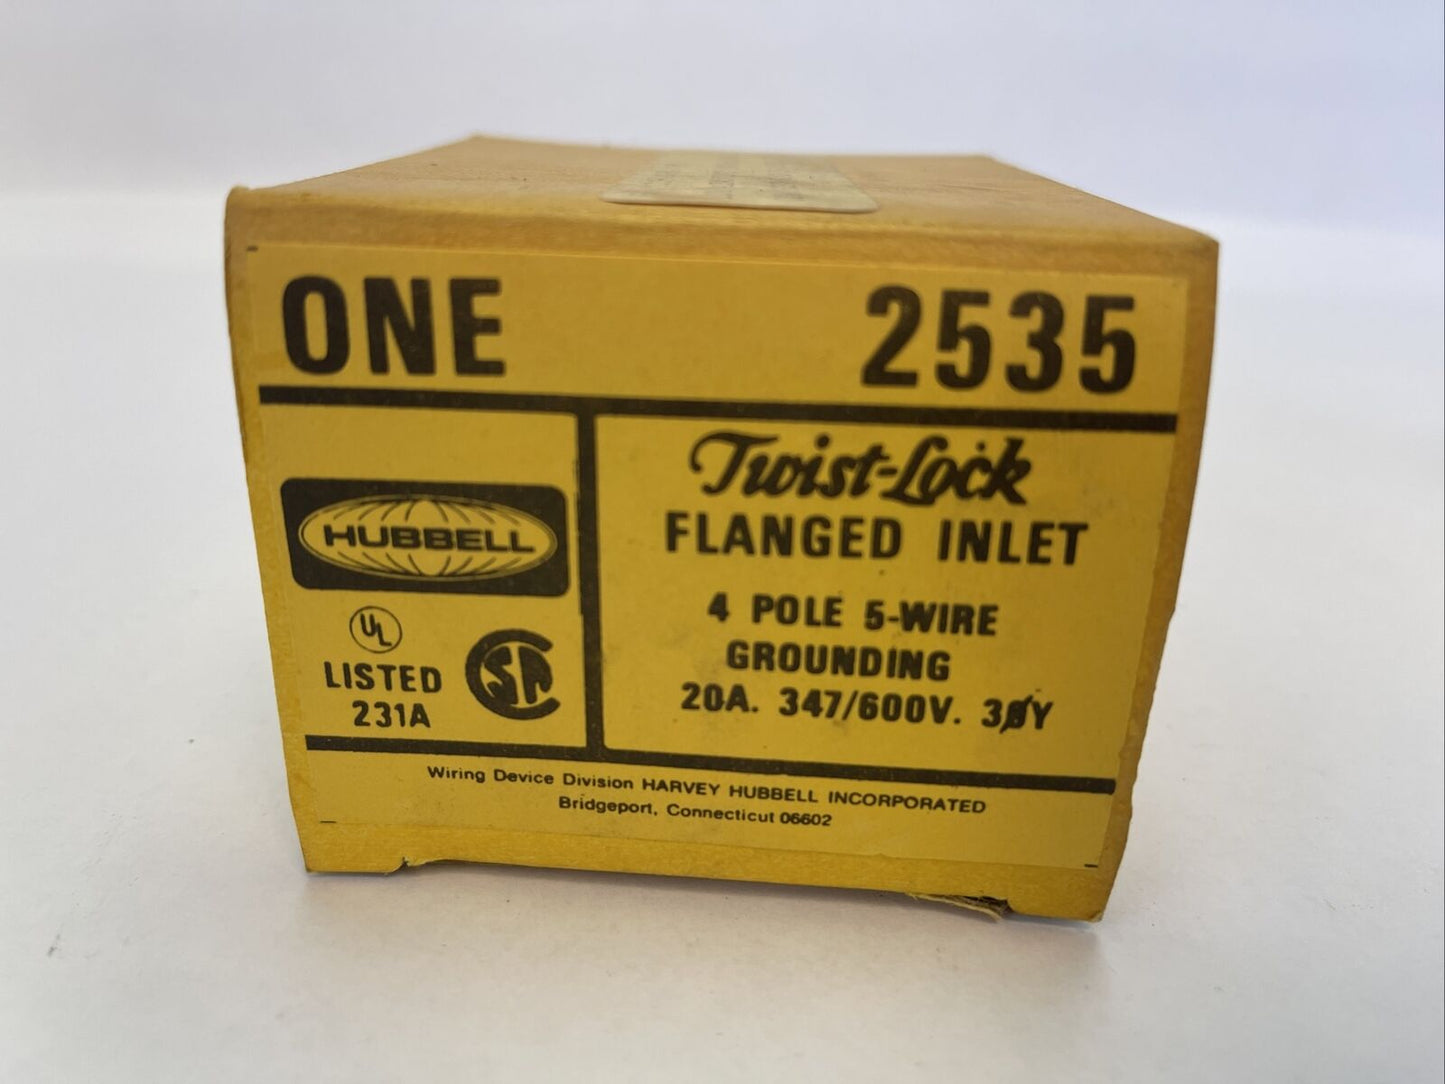 ONE 2535
HUBBELL
UL
LISTED
231A
SA
Twist-Lock
FLANGED INLET
4 POLE 5-WIRE
GROUNDING
20A. 347/600V. 3øY
Wiring Device Division HARVEY HUBBELL INCORPORATED
Bridgeport, Connecticut 06602